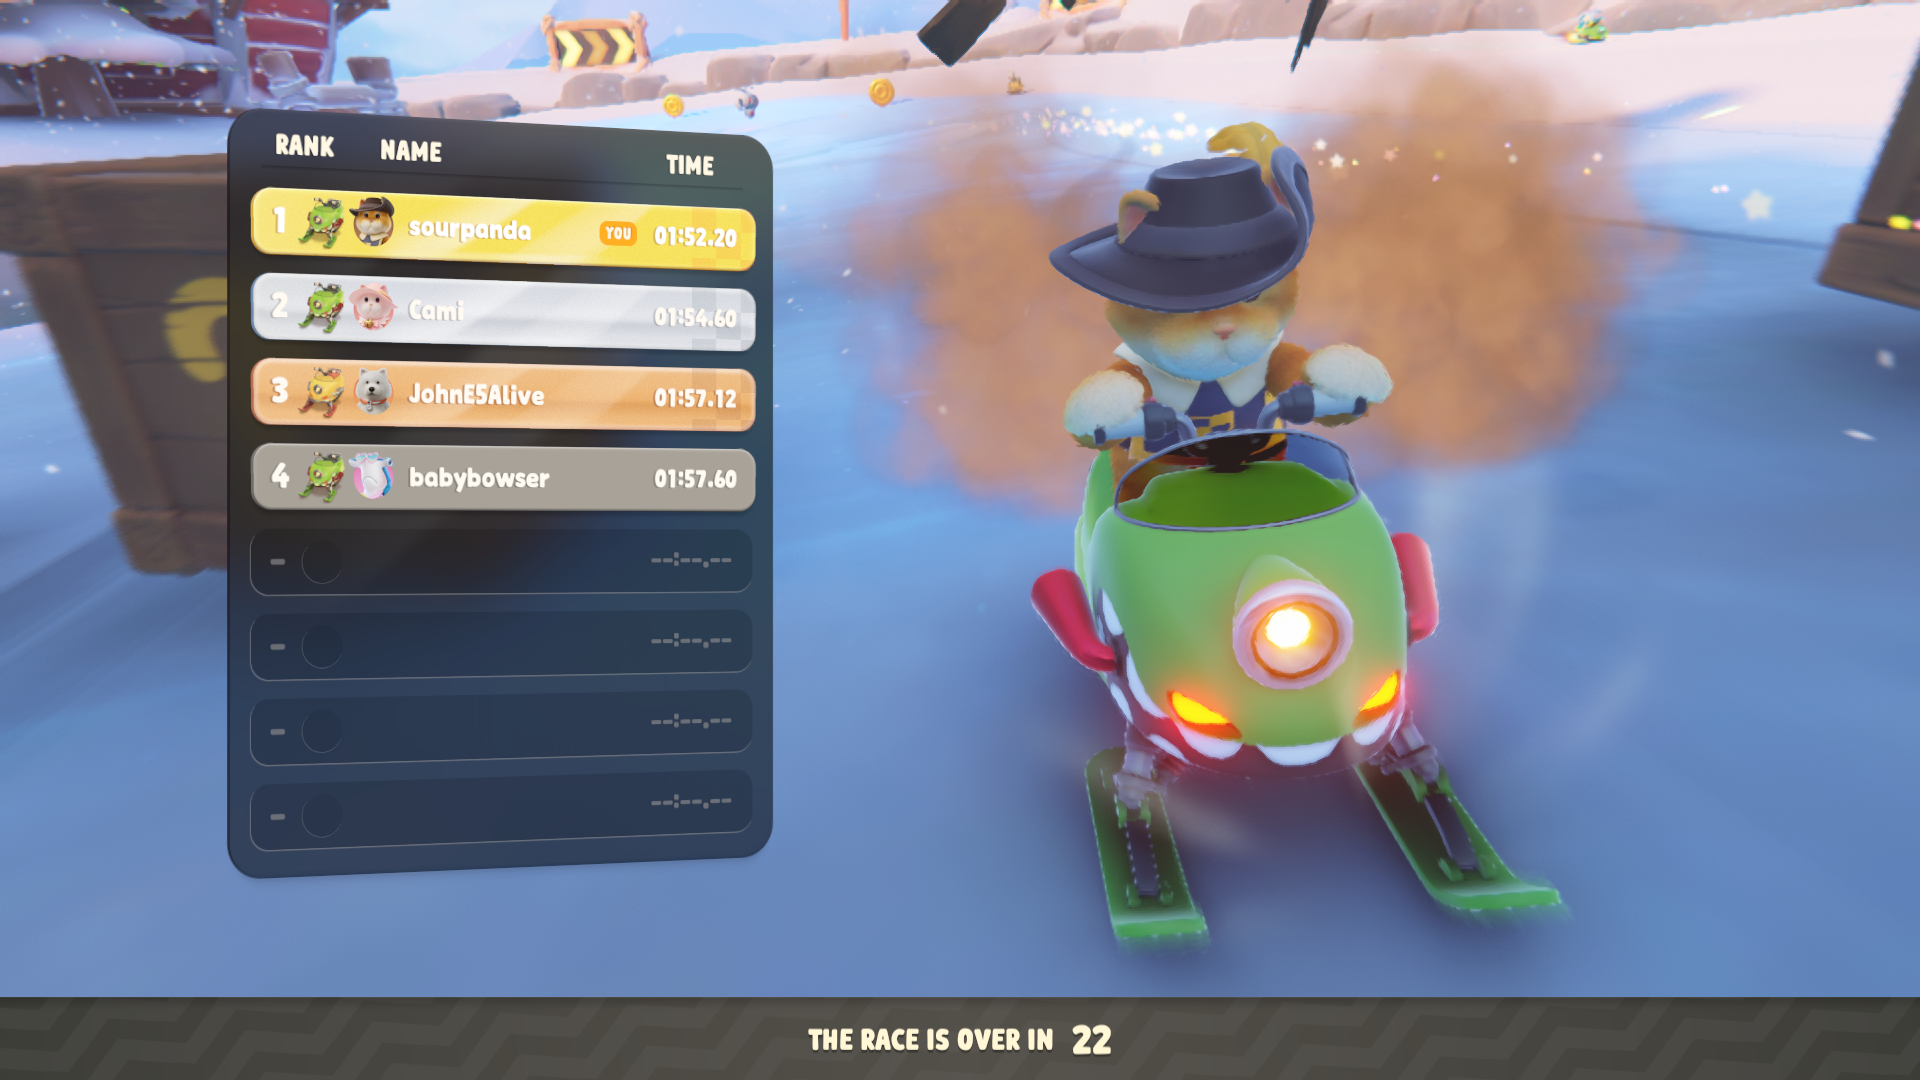 RANK NAME TIME
1 sourpanda YOU 01:52.20
2 Cami 01:54.60
3 JohnE5Alive 01:57.12
4 babybowser 01:57.60
- --:--.--
- --:--.--
- --:--.--
- --:--.--
THE RACE IS OVER IN 22